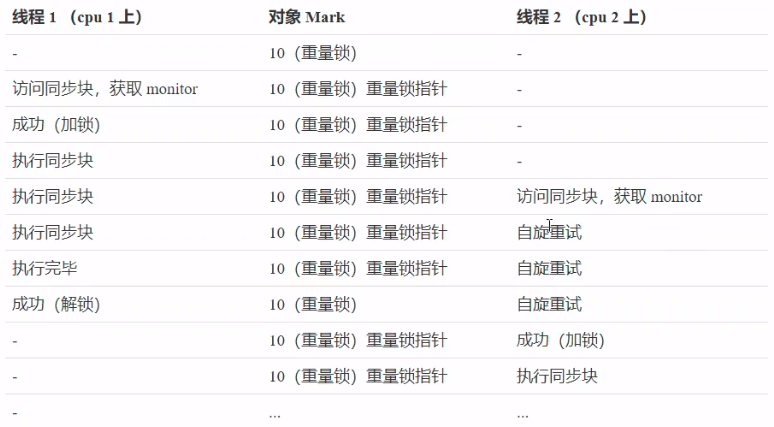 线程 1 （cpu 1 上） 对象 Mark 线程 2 （cpu 2 上）
- 10（重量锁） -
访问同步块，获取 monitor 10（重量锁）重量锁指针 -
成功（加锁） 10（重量锁）重量锁指针 -
执行同步块 10（重量锁）重量锁指针 -
执行同步块 10（重量锁）重量锁指针 访问同步块，获取 monitor
执行同步块 10（重量锁）重量锁指针 自旋重试
执行完毕 10（重量锁）重量锁指针 自旋重试
成功（解锁） 10（重量锁） 自旋重试
- 10（重量锁）重量锁指针 成功（加锁）
- 10（重量锁）重量锁指针 执行同步块
- ... ...